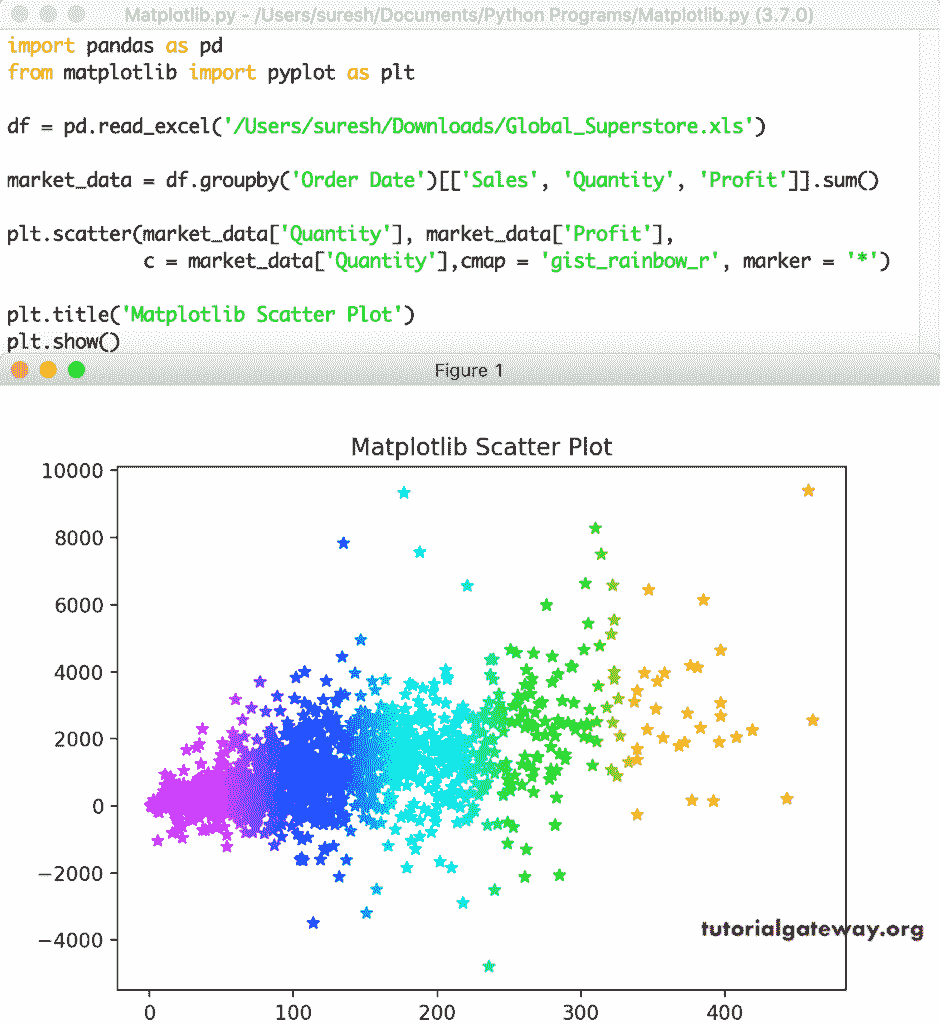 Matplotlib.py - /Users/suresh/Documents/Python Programs/Matplotlib.py (3.7.0)
import pandas as pd
from matplotlib import pyplot as plt
df = pd.read_excel('/Users/suresh/Downloads/Global_Superstore.xls')
market_data = df.groupby('Order Date')[['Sales', 'Quantity', 'Profit']].sum()
plt.scatter(market_data['Quantity'], market_data['Profit'],
c = market_data['Quantity'],cmap = 'gist_rainbow_r', marker = '*')
plt.title('Matplotlib Scatter Plot')
plt.show()
Figure 1
Matplotlib Scatter Plot
10000
8000
6000
4000
2000
0
−2000
−4000
tutorialgateway.org
0 100 200 300 400